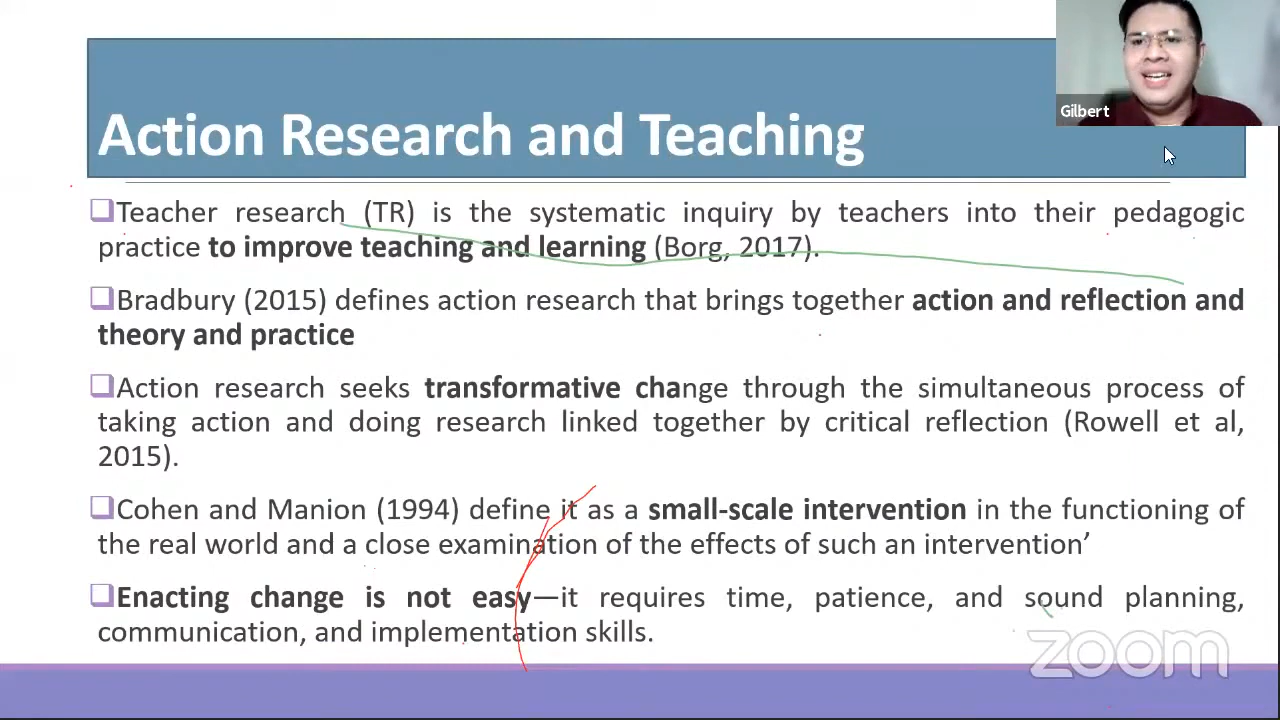 Gilbert
Action Research and Teaching
❑Teacher research (TR) is the systematic inquiry by teachers into their pedagogic
practice to improve teaching and learning (Borg, 2017).
❑Bradbury (2015) defines action research that brings together action and reflection and
theory and practice
❑Action research seeks transformative change through the simultaneous process of
taking action and doing research linked together by critical reflection (Rowell et al,
2015).
❑Cohen and Manion (1994) define it as a small-scale intervention in the functioning of
the real world and a close examination of the effects of such an intervention’
❑Enacting change is not easy—it requires time, patience, and sound planning,
communication, and implementation skills.
zoom